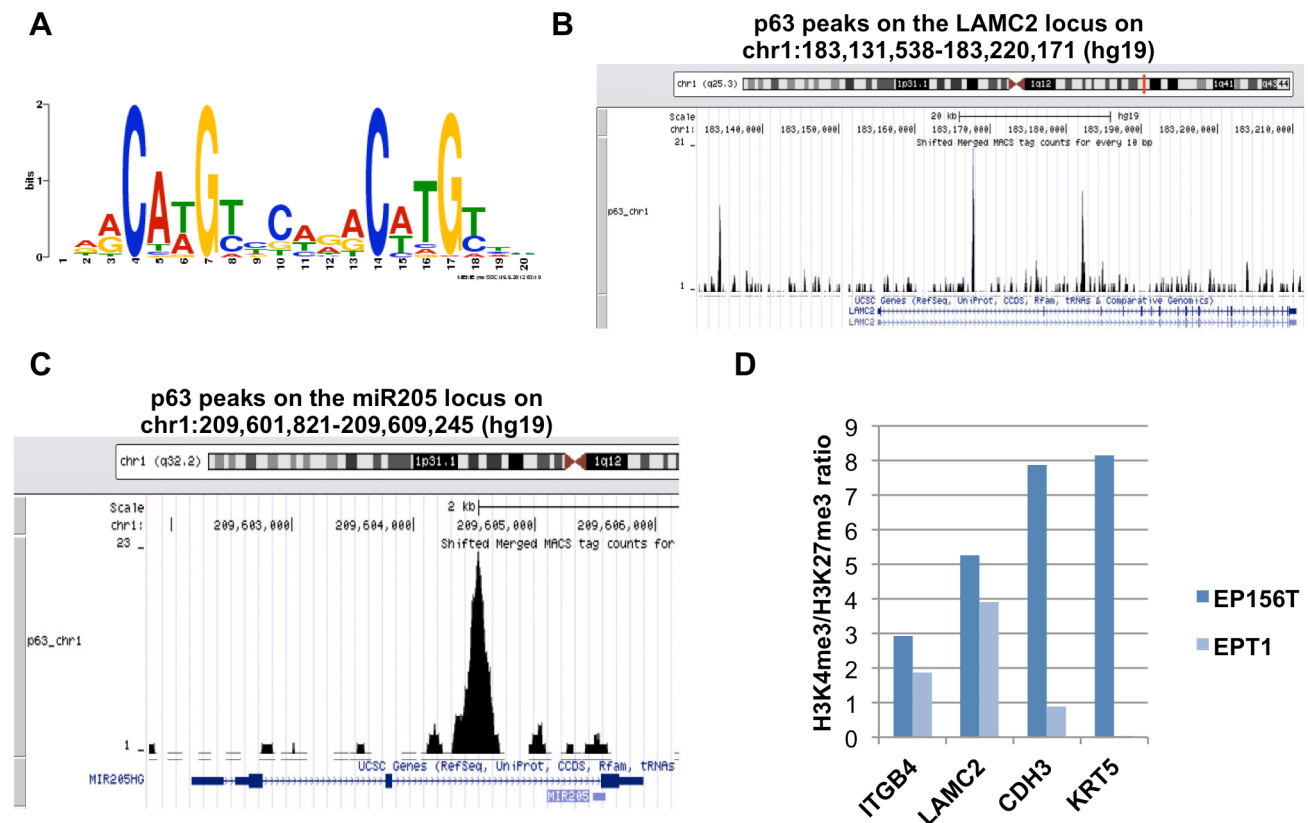 A
2
1
0
bits
1 2 3 4 5 6 7 8 9 10 11 12 13 14 15 16 17 18 19 20
B
p63 peaks on the LAMC2 locus on
chr1:183,131,538-183,220,171 (hg19)
chr1 (q25.3) 1p31.1 1q12 1q41 q43 44
Scale 20 kb hg19
chr1: 183,140,000 183,150,000 183,160,000 183,170,000 183,180,000 183,190,000 183,200,000 183,210,000
21 _ Shifted Merged MACS tag counts for every 10 bp
p63_chr1
1 _
UCSC Genes (RefSeq, UniProt, CCDS, Rfam, tRNAs & Comparative Genomics)
LAMC2
LAMC2
C
p63 peaks on the miR205 locus on
chr1:209,601,821-209,609,245 (hg19)
chr1 (q32.2) 1p31.1 1q12
Scale 2 kb
chr1: 209,603,000 209,604,000 209,605,000 209,606,000
23 _ Shifted Merged MACS tag counts for
p63_chr1
1 _
UCSC Genes (RefSeq, UniProt, CCDS, Rfam, tRNAs
MIR205HG
MIR205
D
H3K4me3/H3K27me3 ratio
9
8
7
6
5
4
3
2
1
0
ITGB4 LAMC2 CDH3 KRT5
EP156T
EPT1